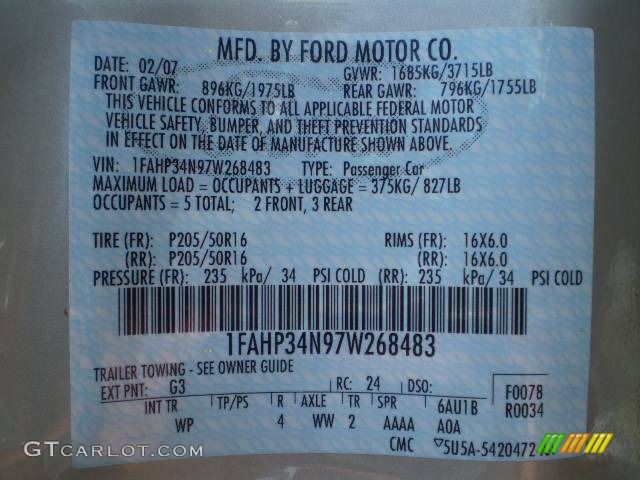 MFD. BY FORD MOTOR CO.
DATE: 02/07 GVWR: 1685KG/3715LB
FRONT GAWR: 896KG/1975LB REAR GAWR: 796KG/1755LB
THIS VEHICLE CONFORMS TO ALL APPLICABLE FEDERAL MOTOR
VEHICLE SAFETY, BUMPER, AND THEFT PREVENTION STANDARDS
IN EFFECT ON THE DATE OF MANUFACTURE SHOWN ABOVE.
VIN: 1FAHP34N97W268483 TYPE: Passenger Car
MAXIMUM LOAD = OCCUPANTS + LUGGAGE = 375KG/ 827LB
OCCUPANTS = 5 TOTAL; 2 FRONT, 3 REAR
TIRE (FR): P205/50R16 RIMS (FR): 16X6.0
(RR): P205/50R16 (RR): 16X6.0
PRESSURE (FR): 235 kPa/ 34 PSI COLD (RR): 235 kPa/ 34 PSI COLD
1FAHP34N97W268483
TRAILER TOWING - SEE OWNER GUIDE
EXT PNT: G3 RC: 24 DSO: F0078
INT TR TP/PS R AXLE TR SPR 6AU1B R0034
WP 4 WW 2 AAAA A0A
CMC 5U5A-5420472
GTcarlot.com